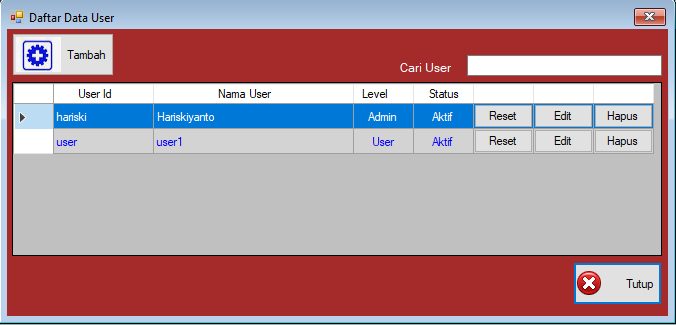 Daftar Data User
Tambah
Cari User
User Id Nama User Level Status
hariski Hariskiyanto Admin Aktif Reset Edit Hapus
user user1 User Aktif Reset Edit Hapus
Tutup